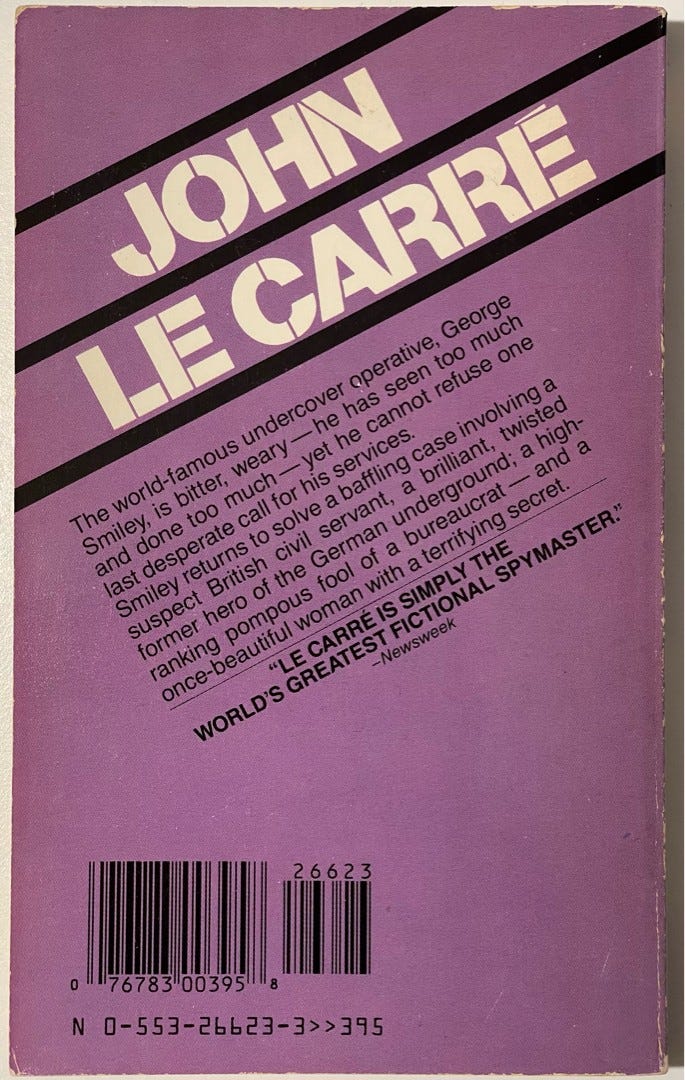 JOHN
LE CARRÉ
The world-famous undercover operative, George
Smiley, is bitter, weary — he has seen too much
and done too much — yet he cannot refuse one
last desperate call for his services.
Smiley returns to solve a baffling case involving a
suspect British civil servant, a brilliant, twisted
former hero of the German underground; a high-
ranking pompous fool of a bureaucrat — and a
once-beautiful woman with a terrifying secret.
"LE CARRÉ IS SIMPLY THE
WORLD'S GREATEST FICTIONAL SPYMASTER."
–Newsweek
26623
0 76783 00395 8
N 0-553-26623-3>>395